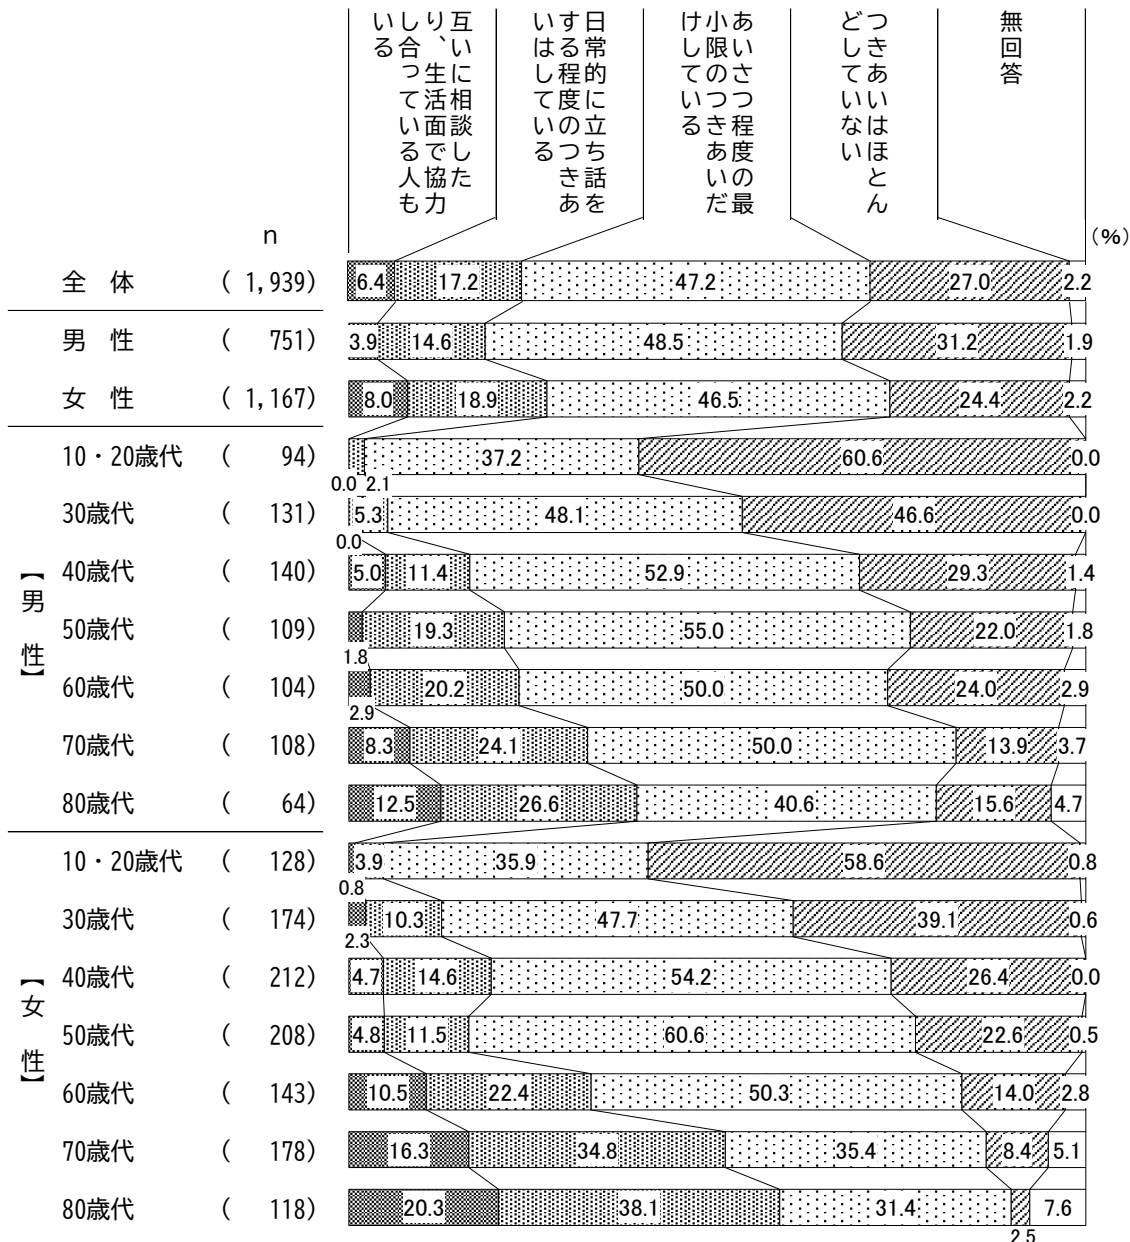 互いに相談した
り、生活面で協力
し合っている人も
いる
日常的に立ち話を
する程度のつきあ
いはしている
あいさつ程度の最
小限のつきあいだ
けしている
つきあいはほとん
どしていない
無回答
n
(%)
全 体 ( 1,939) 6.4 17.2 47.2 27.0 2.2
男 性 ( 751) 3.9 14.6 48.5 31.2 1.9
女 性 ( 1,167) 8.0 18.9 46.5 24.4 2.2
【男 性】
10・20歳代 ( 94) 0.0 2.1 37.2 60.6 0.0
30歳代 ( 131) 0.0 5.3 48.1 46.6 0.0
40歳代 ( 140) 5.0 11.4 52.9 29.3 1.4
50歳代 ( 109) 1.8 19.3 55.0 22.0 1.8
60歳代 ( 104) 2.9 20.2 50.0 24.0 2.9
70歳代 ( 108) 8.3 24.1 50.0 13.9 3.7
80歳代 ( 64) 12.5 26.6 40.6 15.6 4.7
【女 性】
10・20歳代 ( 128) 0.8 3.9 35.9 58.6 0.8
30歳代 ( 174) 2.3 10.3 47.7 39.1 0.6
40歳代 ( 212) 4.7 14.6 54.2 26.4 0.0
50歳代 ( 208) 4.8 11.5 60.6 22.6 0.5
60歳代 ( 143) 10.5 22.4 50.3 14.0 2.8
70歳代 ( 178) 16.3 34.8 35.4 8.4 5.1
80歳代 ( 118) 20.3 38.1 31.4 2.5 7.6